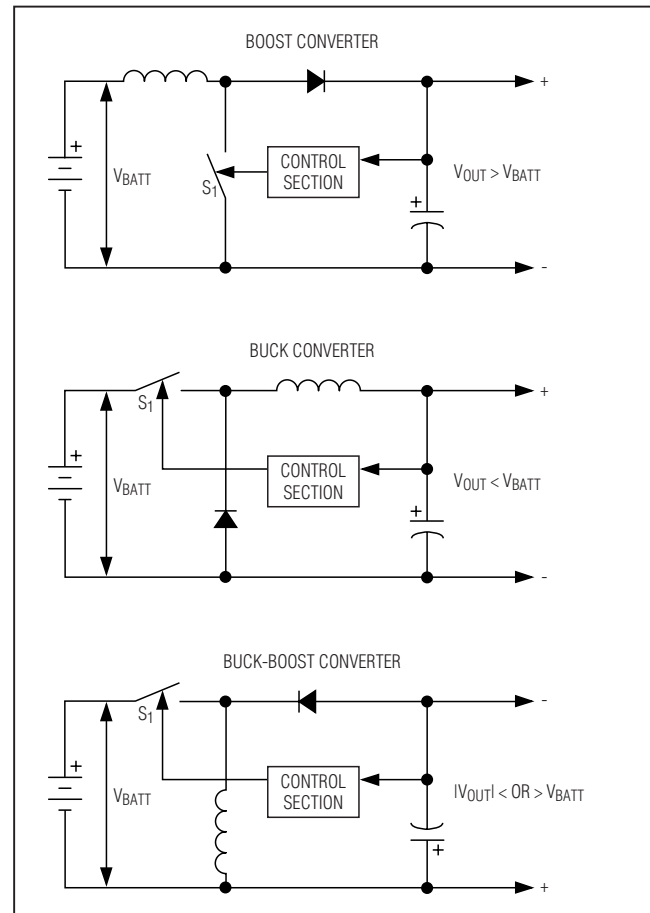 BOOST CONVERTER
+
+
VBATT
S1
CONTROL
SECTION
VOUT > VBATT
+
-
BUCK CONVERTER
+
S1
+
VBATT
CONTROL
SECTION
VOUT < VBATT
+
-
BUCK-BOOST CONVERTER
-
S1
+
VBATT
CONTROL
SECTION
|VOUT| < OR > VBATT
+
+